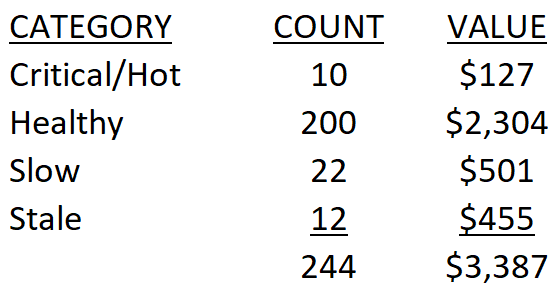 CATEGORY COUNT VALUE
Critical/Hot 10 $127
Healthy 200 $2,304
Slow 22 $501
Stale 12 $455
244 $3,387